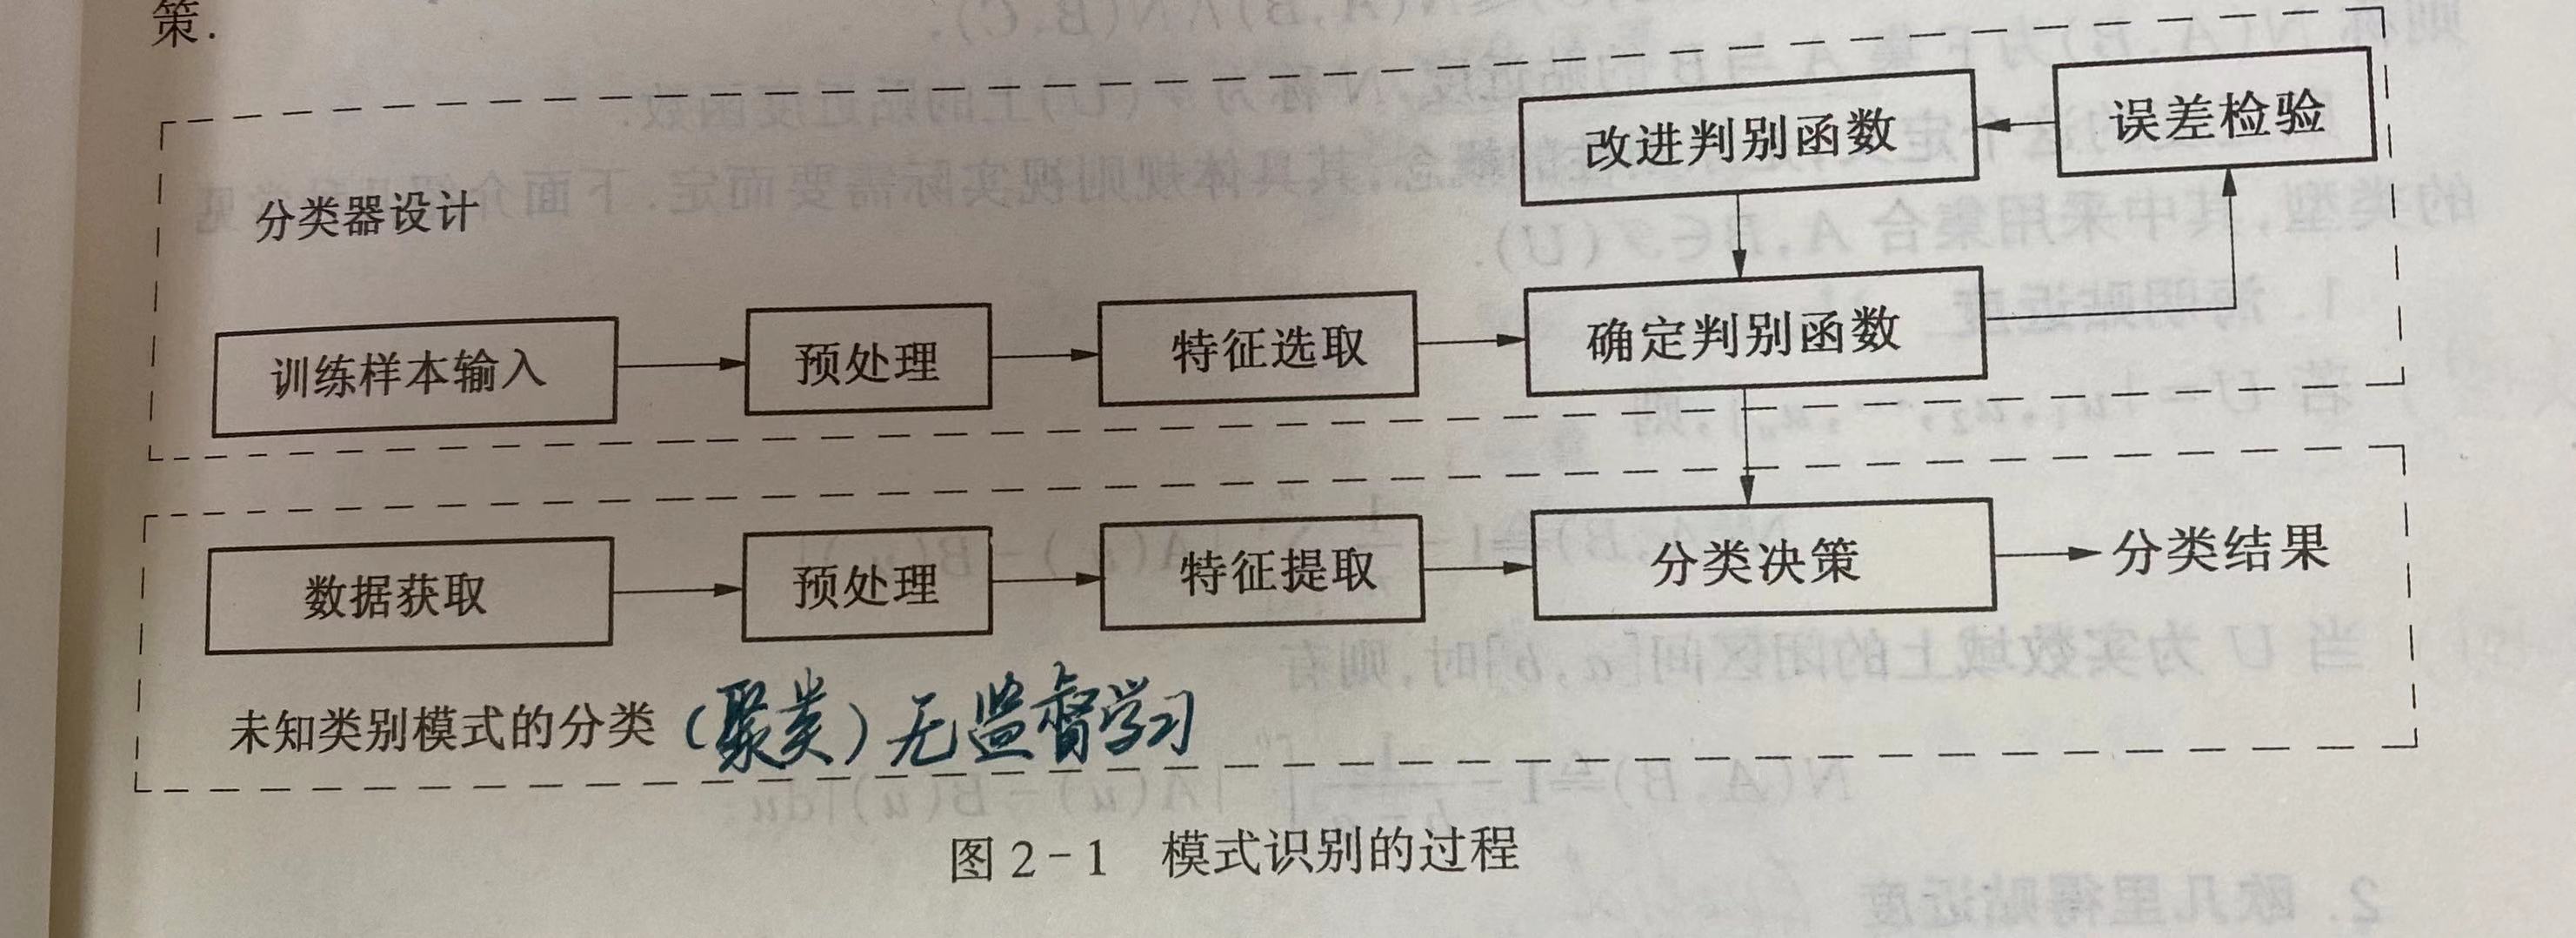 策.
改进判别函数
误差检验
分类器设计
训练样本输入
预处理
特征选取
确定判别函数
数据获取
预处理
特征提取
分类决策
分类结果
未知类别模式的分类 (聚类) 无监督学习
图 2-1 模式识别的过程